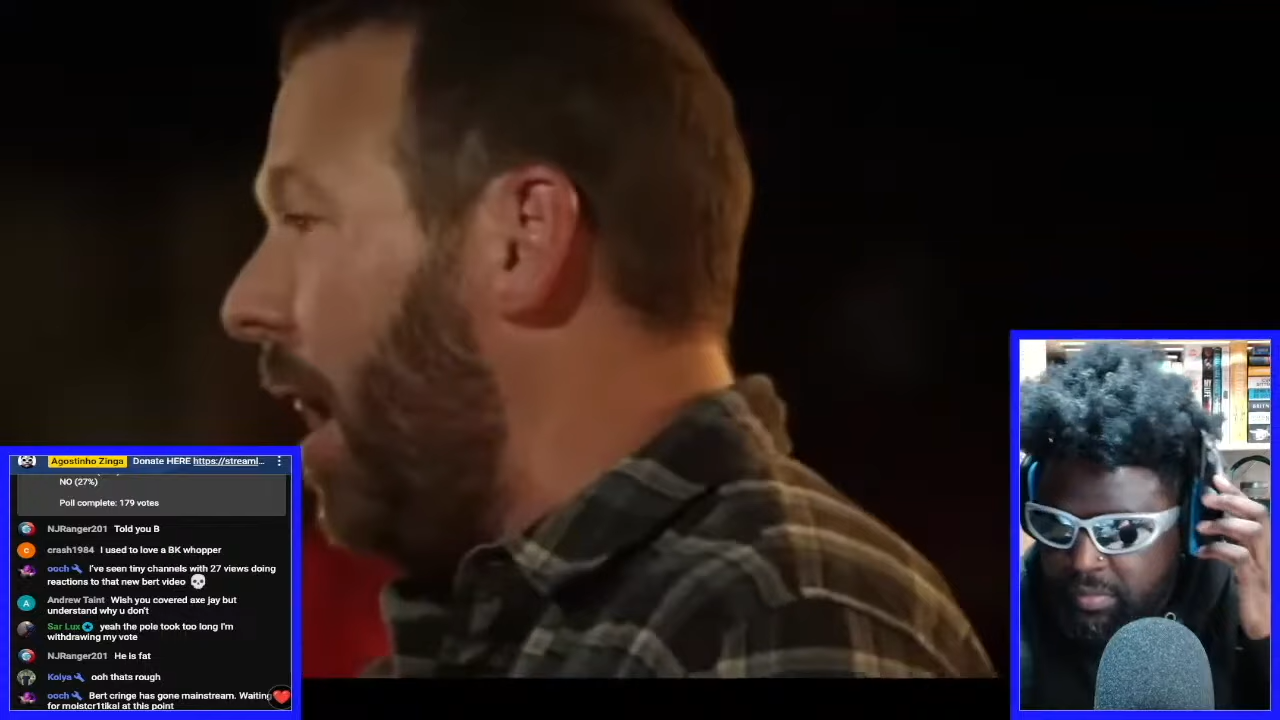 Agostinho Zinga Donate HERE https://streaml...
NO (27%)
Poll complete: 179 votes
NJRanger201 Told you B
c crash1984 I used to love a BK whopper
ooch I've seen tiny channels with 27 views doing
reactions to that new bert video
A Andrew Taint Wish you covered axe jay but
understand why u don't
Sar Lux yeah the pole took too long I'm
withdrawing my vote
NJRanger201 He is fat
Kolya ooh thats rough
ooch Bert cringe has gone mainstream. Waiting
for moistcr1tikal at this point